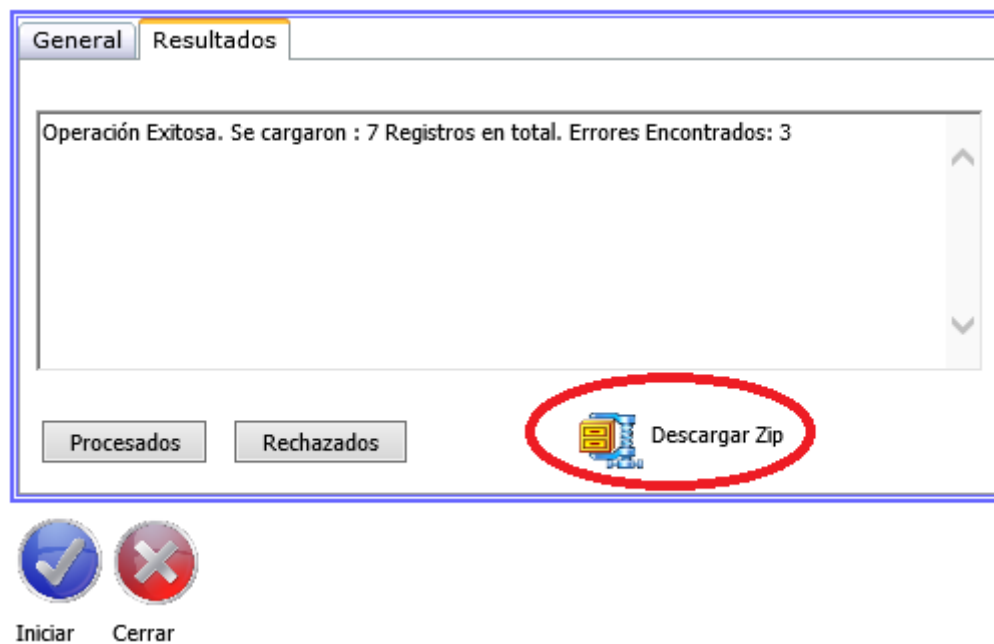 General Resultados
Operación Exitosa. Se cargaron : 7 Registros en total. Errores Encontrados: 3
Procesados Rechazados Descargar Zip
Iniciar Cerrar